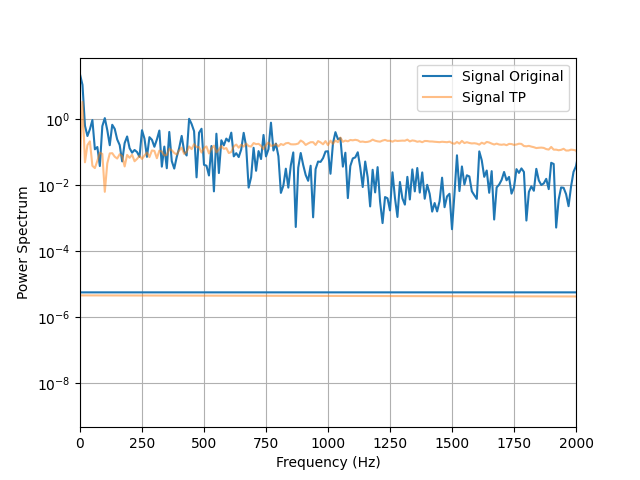 Signal Original
Signal TP
Power Spectrum
10⁰
10⁻²
10⁻⁴
10⁻⁶
10⁻⁸
0 250 500 750 1000 1250 1500 1750 2000
Frequency (Hz)